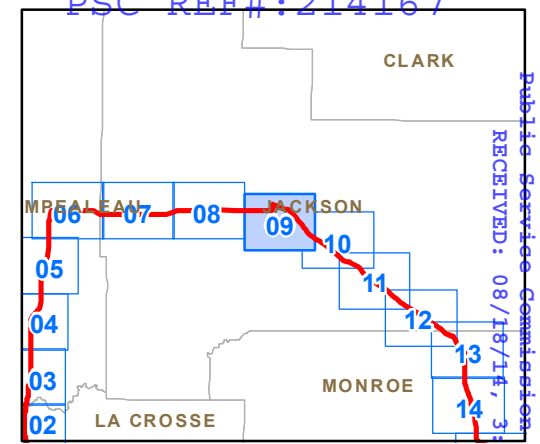 PSC REF#:214167
Public Service Commission
RECEIVED: 08/18/14, 3:
CLARK
MPEALEAU
JACKSON
06
07
08
09
10
05
11
04
12
13
03
MONROE
14
02
LA CROSSE